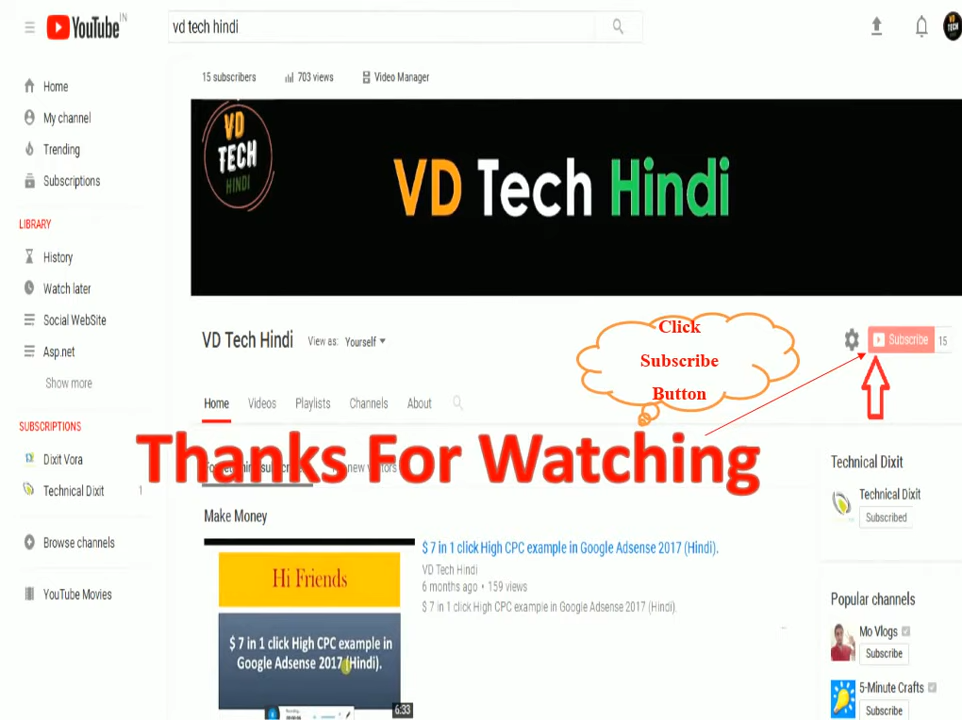 YouTube IN
vd tech hindi
VD TECH
15 subscribers 703 views Video Manager
Home
My channel
Trending
Subscriptions
LIBRARY
History
Watch later
Social WebSite
Asp.net
Show more
SUBSCRIPTIONS
Dixit Vora
Technical Dixit 1
Browse channels
YouTube Movies
VD
TECH
HINDI
VD Tech Hindi
VD Tech Hindi View as: Yourself
Click
Subscribe
Button
Subscribe 15
Home Videos Playlists Channels About
Thanks For Watching
new visitors
Make Money
Hi Friends
$ 7 in 1 click High CPC example in
Google Adsense 2017 (Hindi).
6:33
$ 7 in 1 click High CPC example in Google Adsense 2017 (Hindi).
VD Tech Hindi
6 months ago • 159 views
$ 7 in 1 click High CPC example in Google Adsense 2017 (Hindi).
Technical Dixit
Technical Dixit
Subscribed
Popular channels
Mo Vlogs
Subscribe
5-Minute Crafts
Subscribe